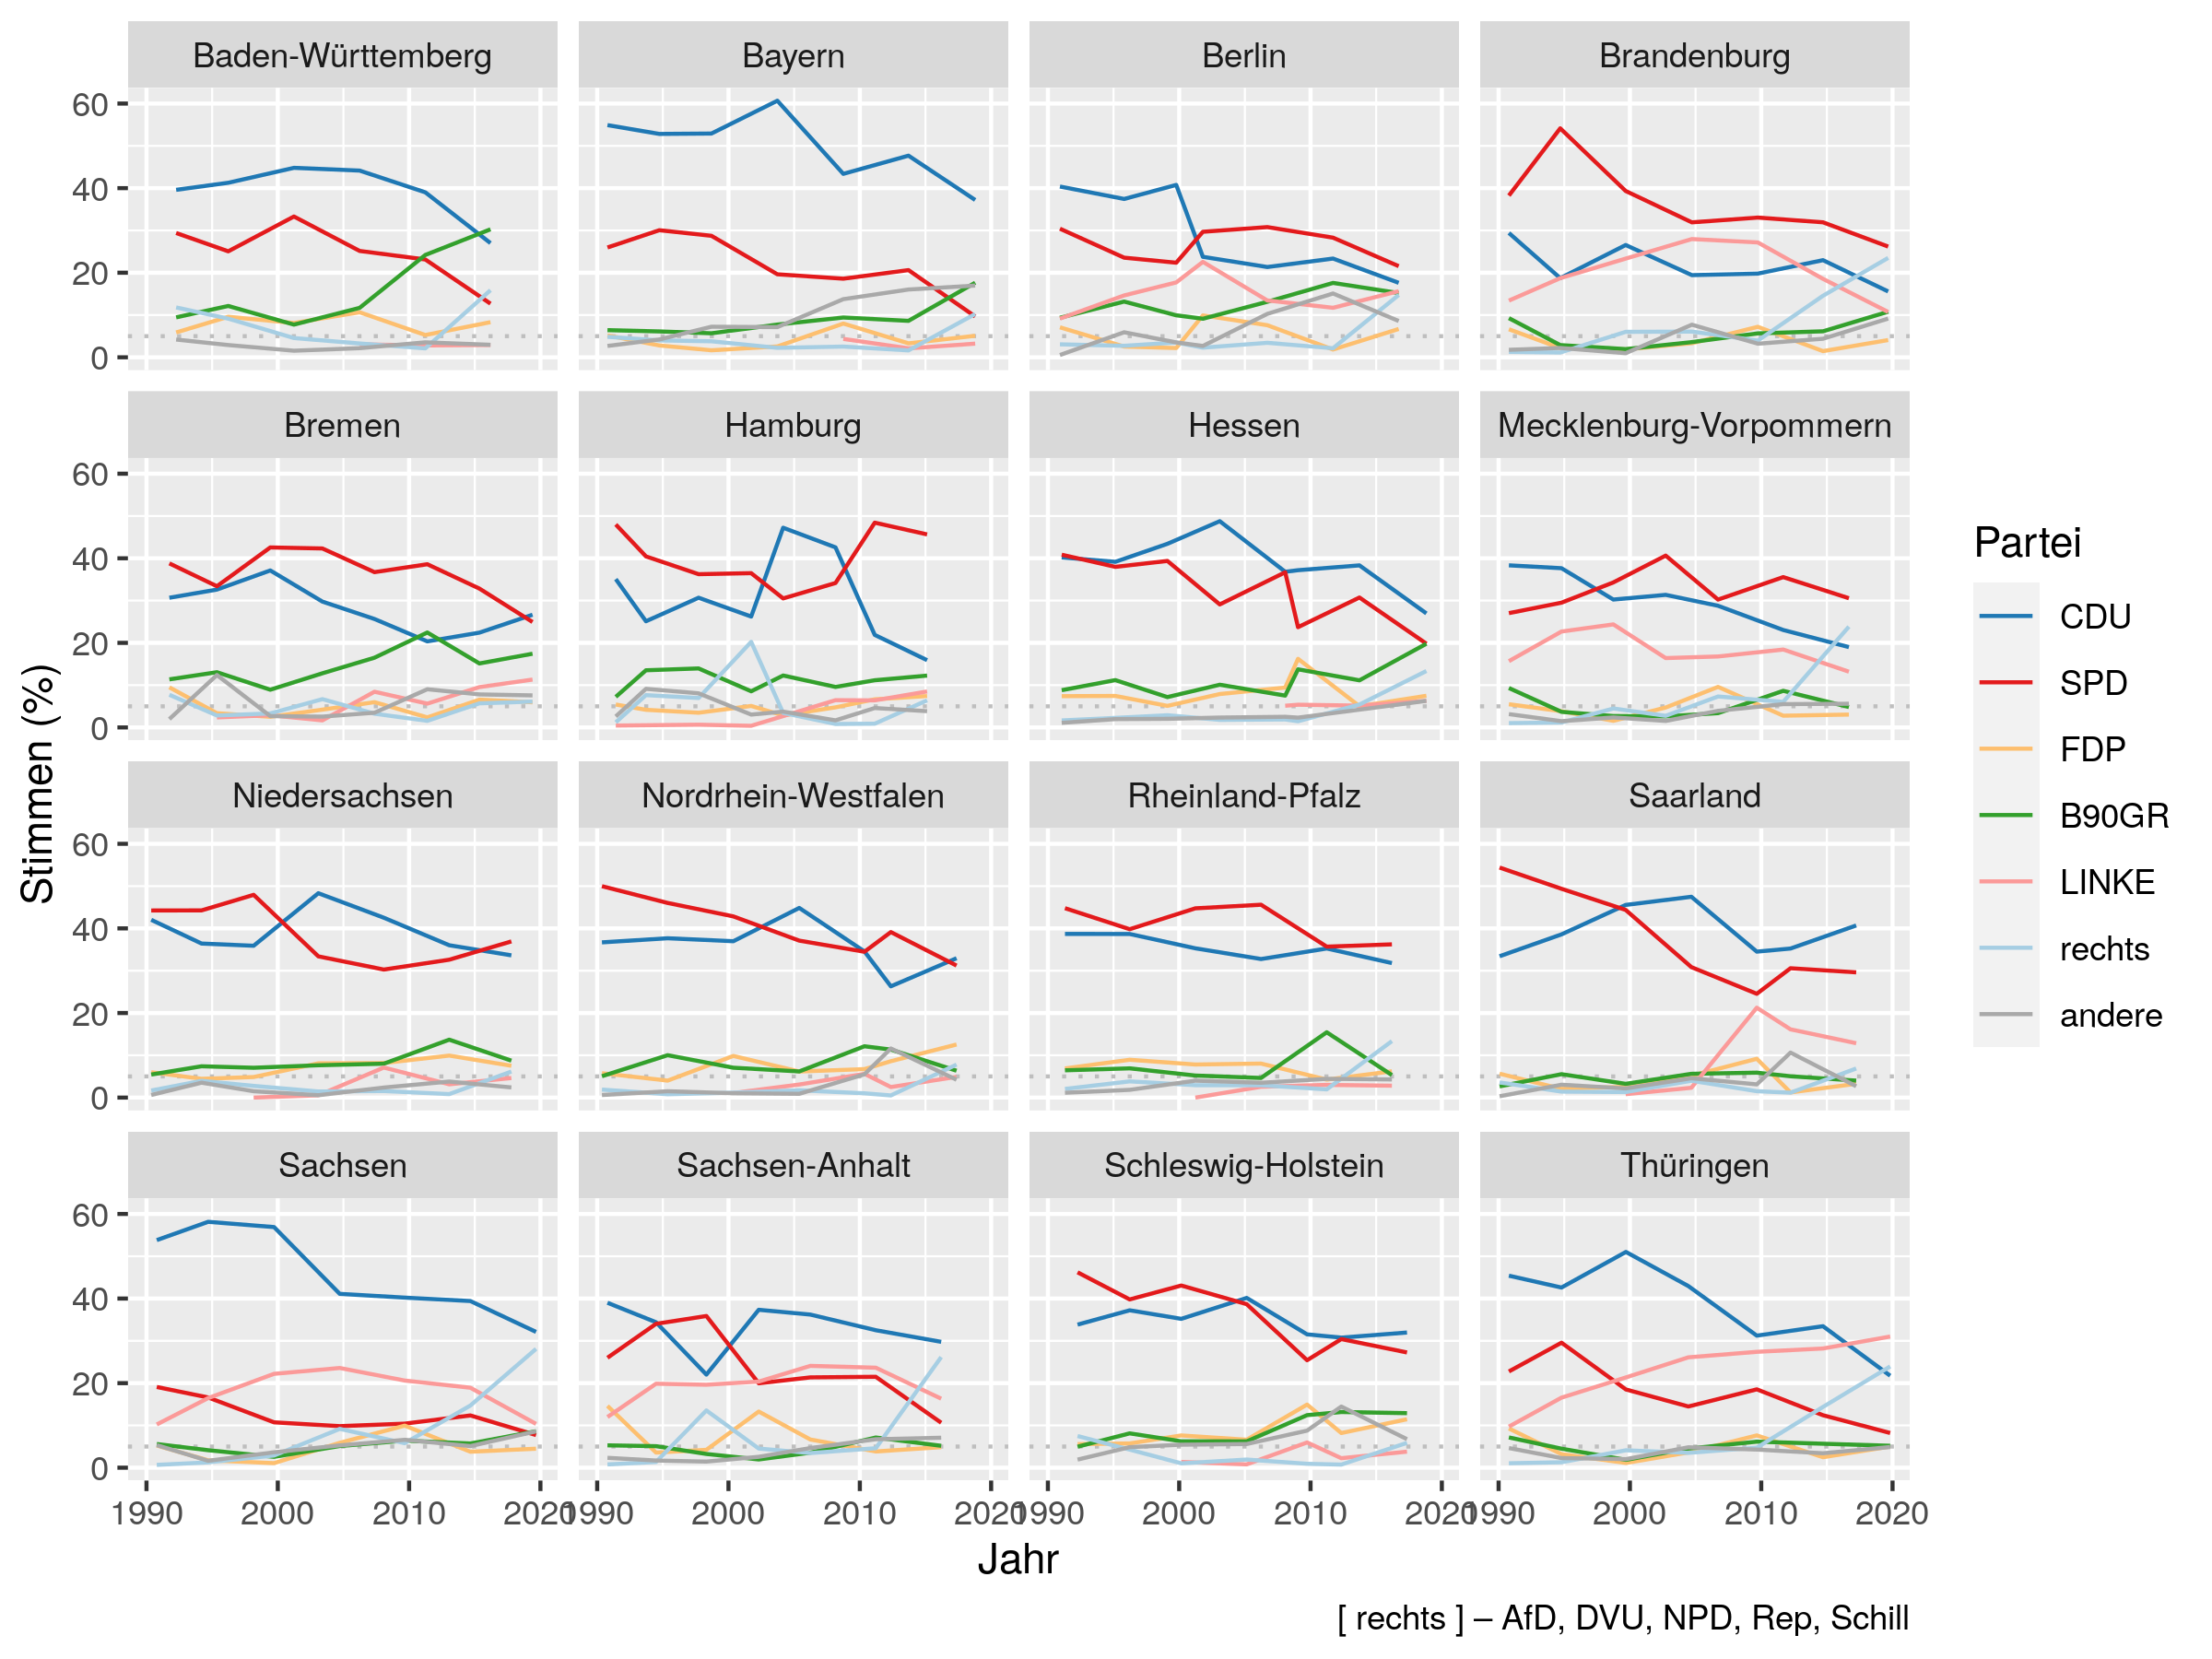 Baden-Württemberg
Bayern
Berlin
Brandenburg
60
40
20
0
Bremen
Hamburg
Hessen
Mecklenburg-Vorpommern
60
40
20
0
Niedersachsen
Nordrhein-Westfalen
Rheinland-Pfalz
Saarland
60
40
20
0
Sachsen
Sachsen-Anhalt
Schleswig-Holstein
Thüringen
60
40
20
0
1990 2000 2010 2020
1990 2000 2010 2020
1990 2000 2010 2020
1990 2000 2010 2020
Stimmen (%)
Jahr
Partei
CDU
SPD
FDP
B90GR
LINKE
rechts
andere
[ rechts ] – AfD, DVU, NPD, Rep, Schill